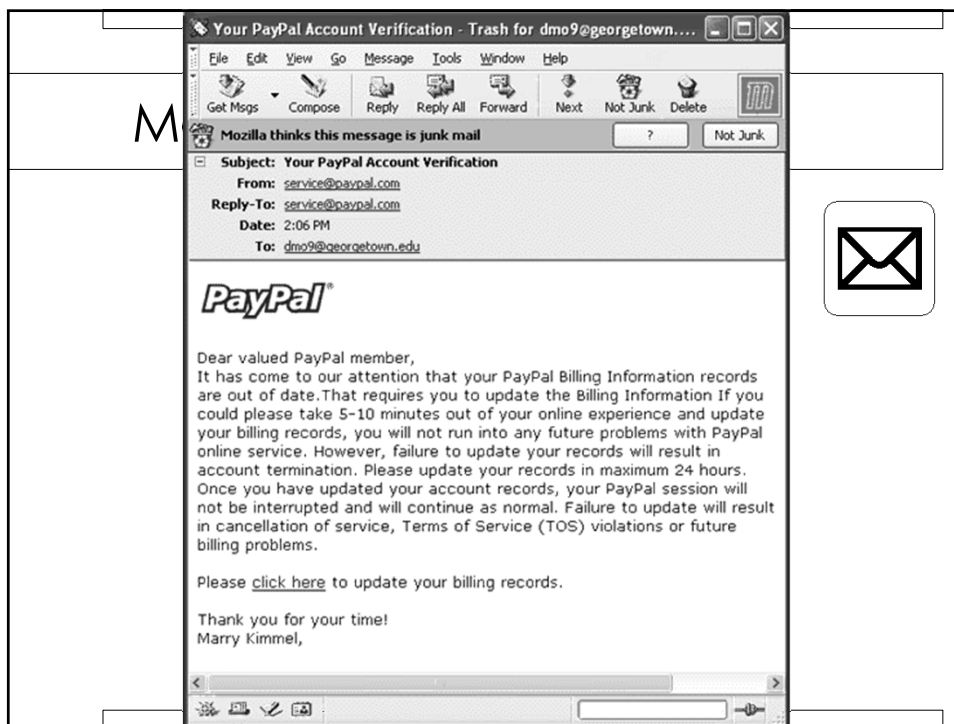 Your PayPal Account Verification - Trash for dmo9@georgetown....
File Edit View Go Message Tools Window Help
Get Msgs Compose Reply Reply All Forward Next Not Junk Delete
M
Mozilla thinks this message is junk mail ? Not Junk
Subject: Your PayPal Account Verification
From: service@paypal.com
Reply-To: service@paypal.com
Date: 2:06 PM
To: dmo9@georgetown.edu
PayPal®
Dear valued PayPal member,
It has come to our attention that your PayPal Billing Information records
are out of date.That requires you to update the Billing Information If you
could please take 5-10 minutes out of your online experience and update
your billing records, you will not run into any future problems with PayPal
online service. However, failure to update your records will result in
account termination. Please update your records in maximum 24 hours.
Once you have updated your account records, your PayPal session will
not be interrupted and will continue as normal. Failure to update will result
in cancellation of service, Terms of Service (TOS) violations or future
billing problems.
Please click here to update your billing records.
Thank you for your time!
Marry Kimmel,